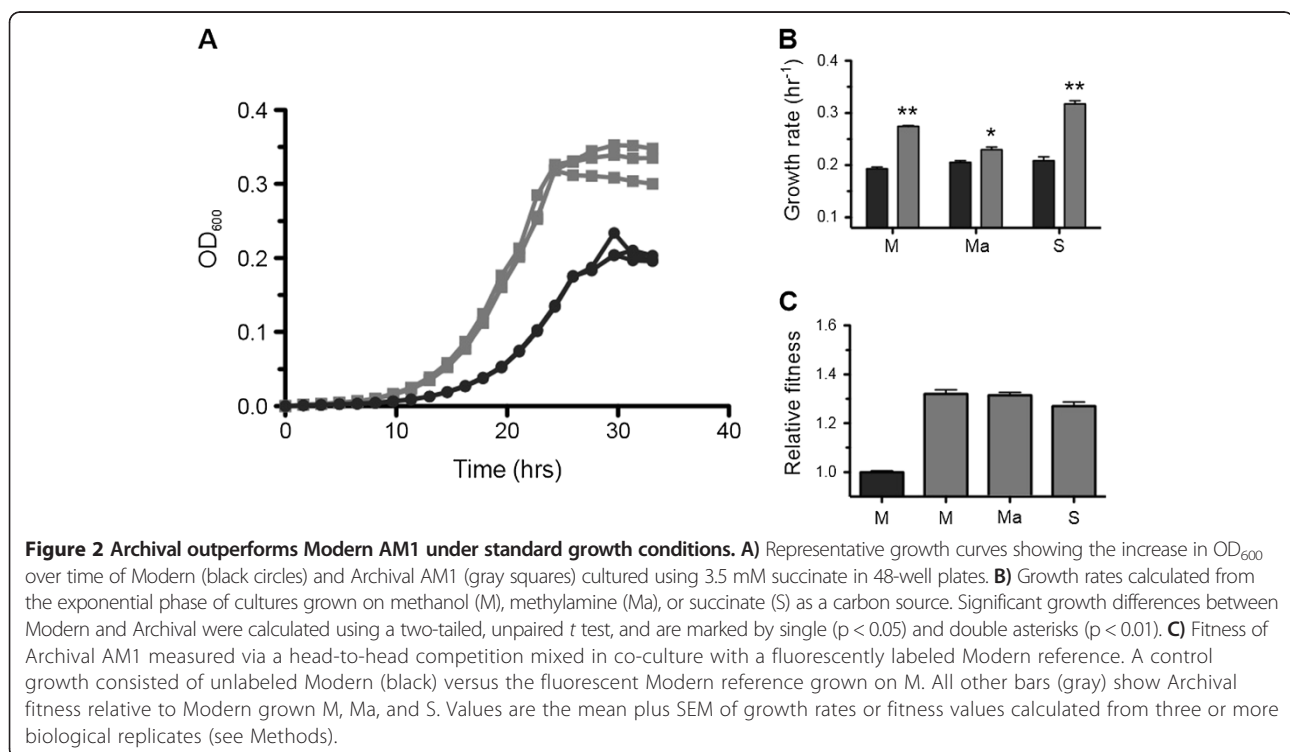 A
0.4
0.3
0.2
0.1
0.0
OD600
0 10 20 30 40
Time (hrs)
B
0.4
0.3
0.2
0.1
Growth rate (hr-1)
** * **
M Ma S
C
1.6
1.4
1.2
1.0
Relative fitness
M M Ma S
Figure 2 Archival outperforms Modern AM1 under standard growth conditions. A) Representative growth curves showing the increase in OD600
over time of Modern (black circles) and Archival AM1 (gray squares) cultured using 3.5 mM succinate in 48-well plates. B) Growth rates calculated from
the exponential phase of cultures grown on methanol (M), methylamine (Ma), or succinate (S) as a carbon source. Significant growth differences between
Modern and Archival were calculated using a two-tailed, unpaired t test, and are marked by single (p < 0.05) and double asterisks (p < 0.01). C) Fitness of
Archival AM1 measured via a head-to-head competition mixed in co-culture with a fluorescently labeled Modern reference. A control
growth consisted of unlabeled Modern (black) versus the fluorescent Modern reference grown on M. All other bars (gray) show Archival
fitness relative to Modern grown M, Ma, and S. Values are the mean plus SEM of growth rates or fitness values calculated from three or more
biological replicates (see Methods).